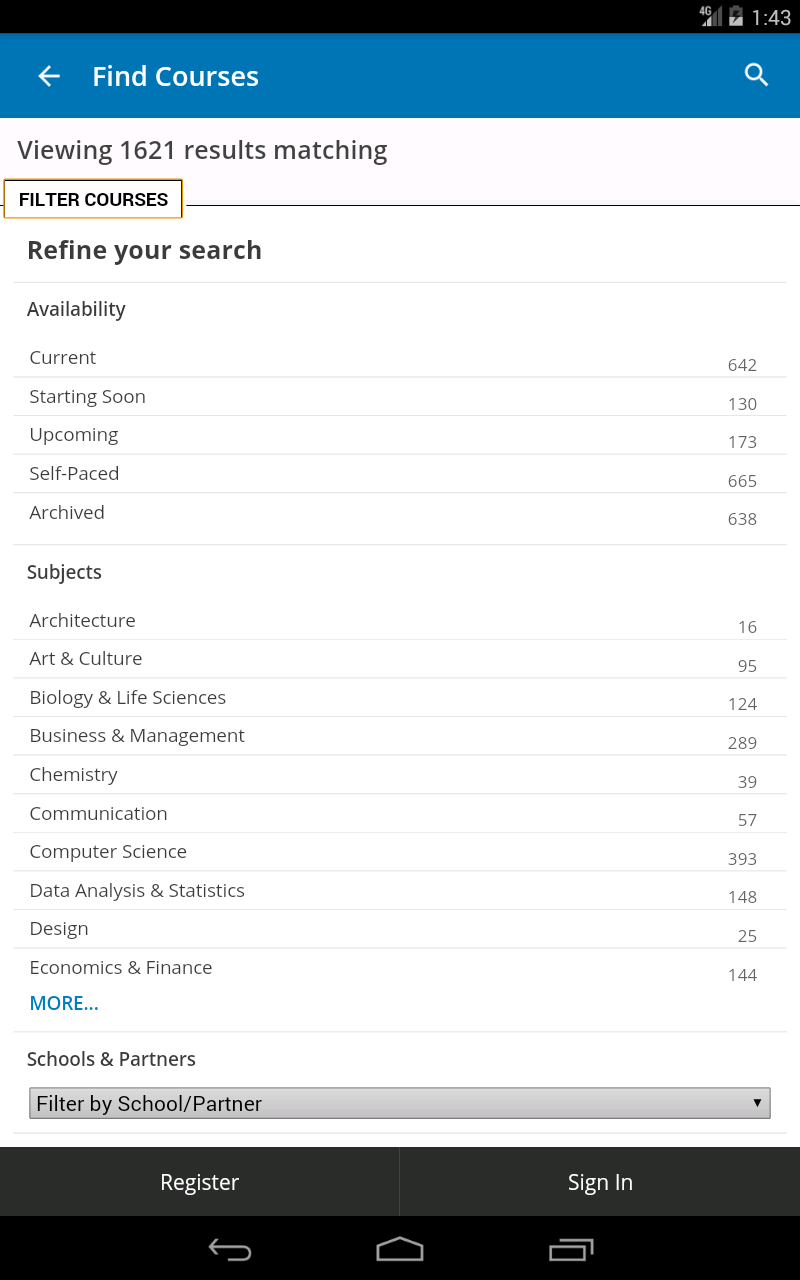 4G 1:43
Find Courses
Viewing 1621 results matching
FILTER COURSES
Refine your search
Availability
Current 642
Starting Soon 130
Upcoming 173
Self-Paced 665
Archived 638
Subjects
Architecture 16
Art & Culture 95
Biology & Life Sciences 124
Business & Management 289
Chemistry 39
Communication 57
Computer Science 393
Data Analysis & Statistics 148
Design 25
Economics & Finance 144
MORE...
Schools & Partners
Filter by School/Partner
Register Sign In